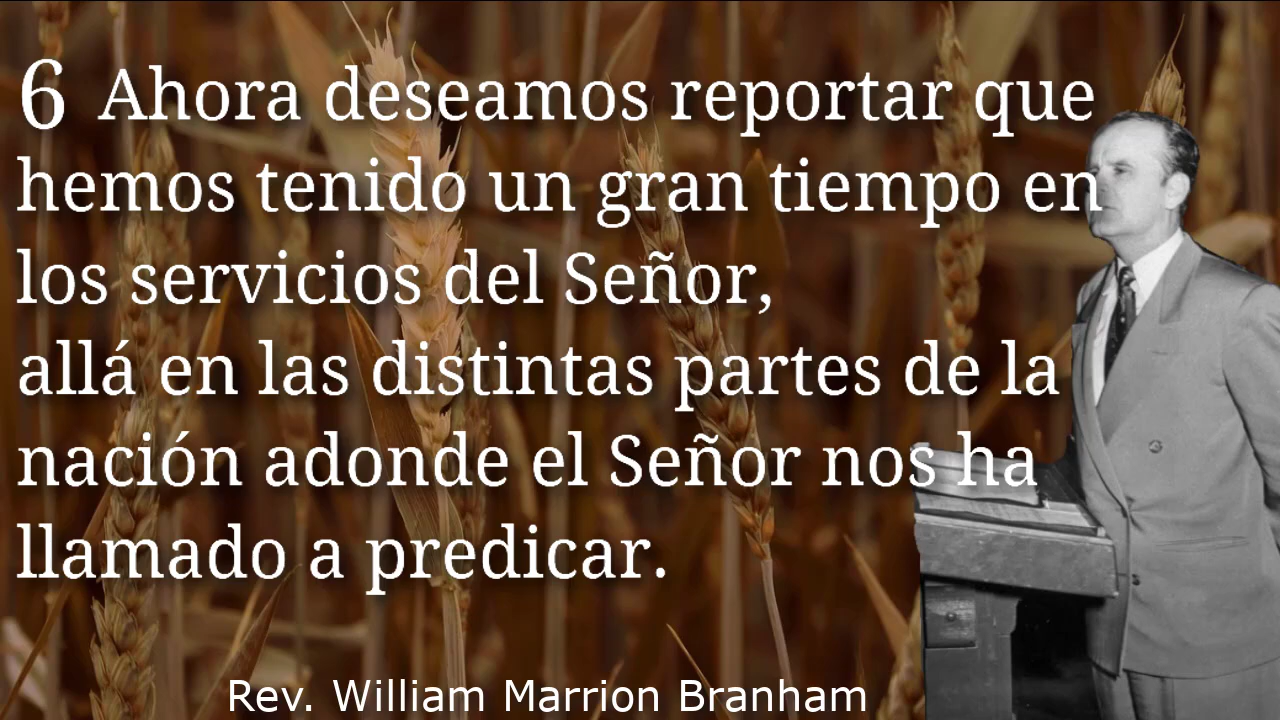 6 Ahora deseamos reportar que
hemos tenido un gran tiempo en
los servicios del Señor,
allá en las distintas partes de la
nación adonde el Señor nos ha
llamado a predicar.
Rev. William Marrion Branham